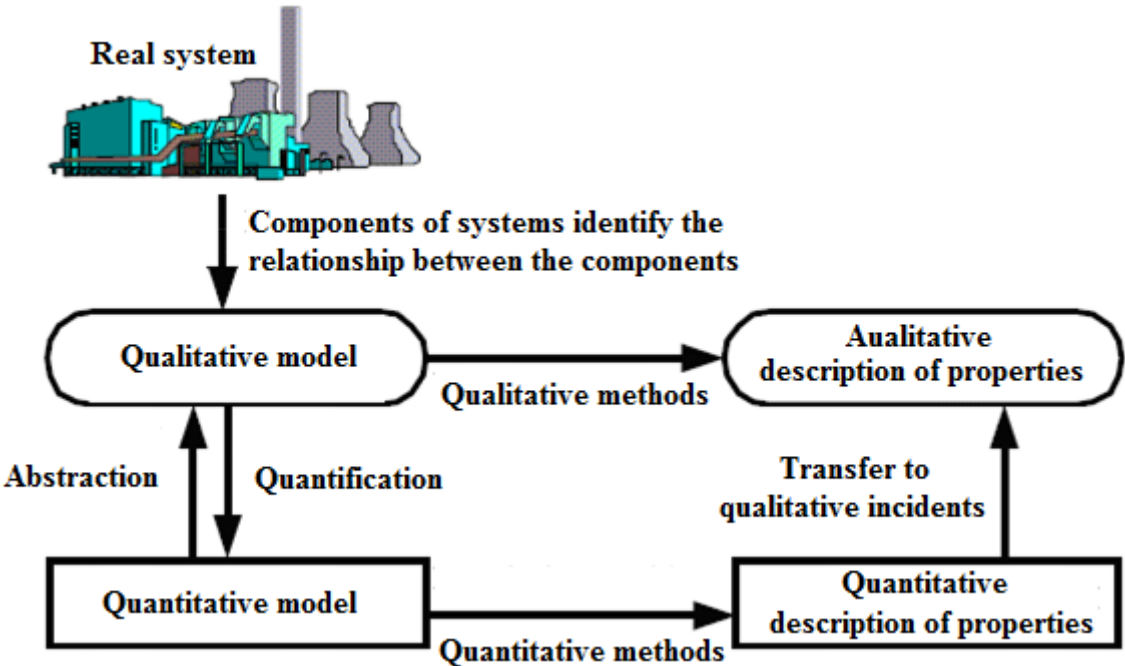 Real system
Components of systems identify the
relationship between the components
Qualitative model
Qualitative methods
Aualitative
description of properties
Abstraction
Quantification
Transfer to
qualitative incidents
Quantitative model
Quantitative methods
Quantitative
description of properties